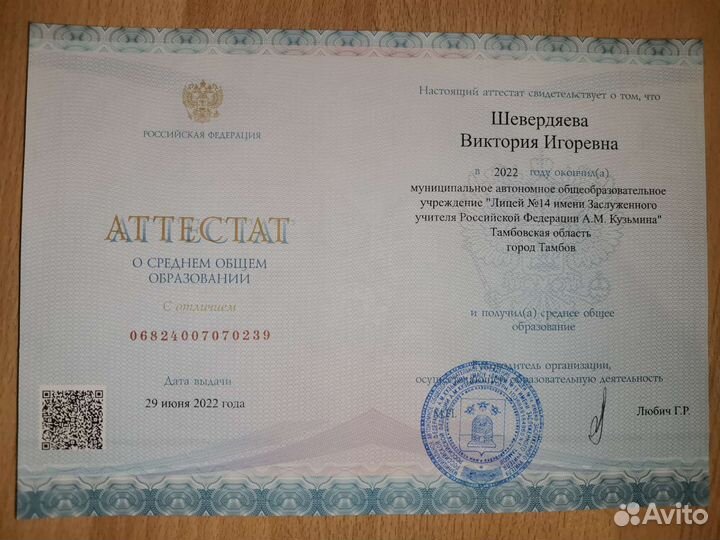 РОССИЙСКАЯ ФЕДЕРАЦИЯ
АТТЕСТАТ
О СРЕДНЕМ ОБЩЕМ
ОБРАЗОВАНИИ
С отличием
06824007070239
Дата выдачи
29 июня 2022 года
Настоящий аттестат свидетельствует о том, что
Шевердяева
Виктория Игоревна
в 2022 году окончил(а)
муниципальное автономное общеобразовательное
учреждение "Лицей №14 имени Заслуженного
учителя Российской Федерации А.М. Кузьмина"
Тамбовская область
город Тамбов
и получил(а) среднее общее
образование
Руководитель организации,
осуществляющей образовательную деятельность
М.П.
Любич Г.Р.
Avito